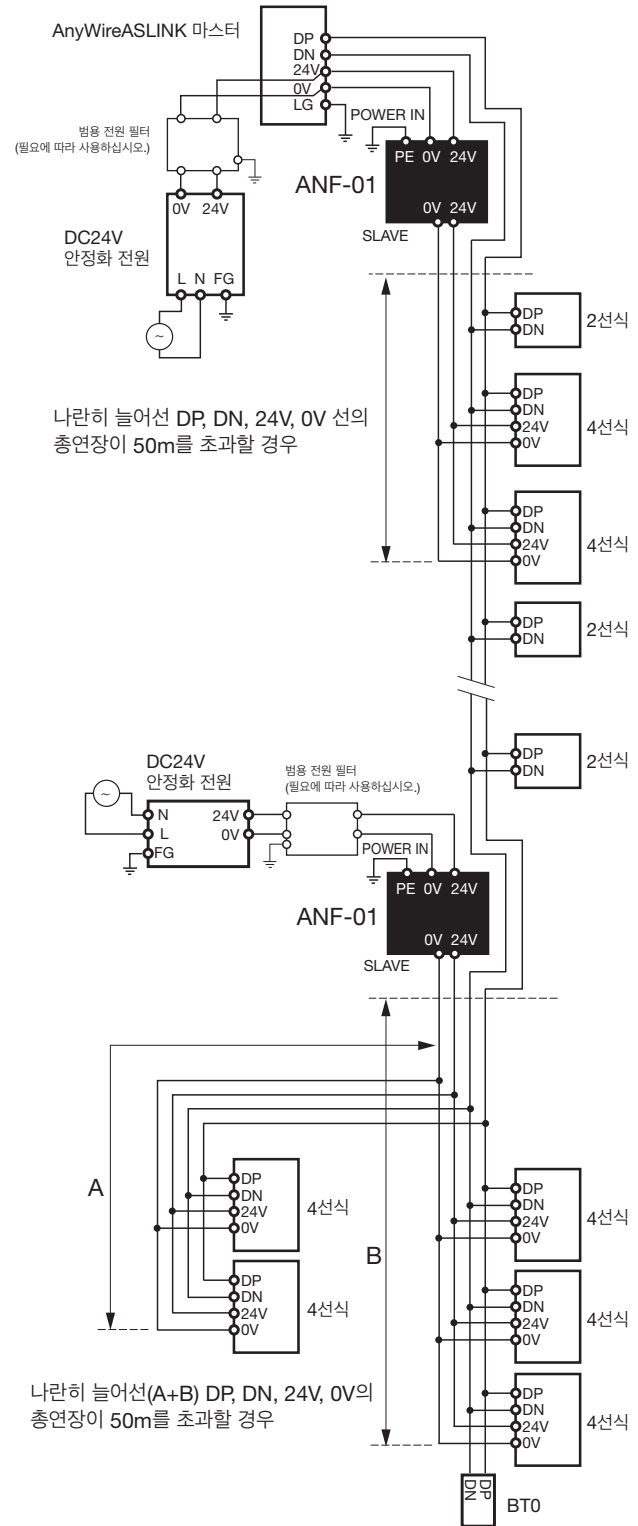 AnyWireASLINK 마스터
DP
DN
24V
0V
LG
범용 전원 필터
(필요에 따라 사용하십시오.)
POWER IN
PE 0V 24V
ANF-01
0V 24V
SLAVE
0V 24V
DC24V
안정화 전원
L N FG
~
DP
DN
2선식
DP
DN
24V
0V
4선식
나란히 늘어선 DP, DN, 24V, 0V 선의
총연장이 50m를 초과할 경우
DP
DN
24V
0V
4선식
DP
DN
2선식
DP
DN
2선식
DC24V
안정화 전원
범용 전원 필터
(필요에 따라 사용하십시오.)
~
N
L
FG
24V
0V
POWER IN
PE 0V 24V
ANF-01
0V 24V
SLAVE
A
B
DP
DN
24V
0V
4선식
DP
DN
24V
0V
4선식
DP
DN
24V
0V
4선식
DP
DN
24V
0V
4선식
DP
DN
24V
0V
4선식
나란히 늘어선(A+B) DP, DN, 24V, 0V의
총연장이 50m를 초과할 경우
DP
DN
BT0